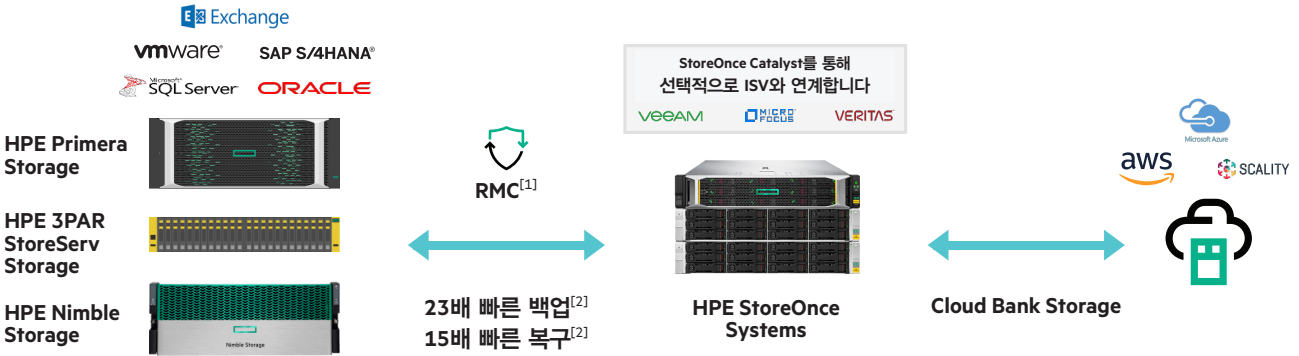 Exchange
vmware®
SAP S/4HANA®
Microsoft®
SQL Server®
ORACLE
HPE Primera
Storage
HPE 3PAR
StoreServ
Storage
HPE Nimble
Storage
Nimble Storage
RMC[1]
23배 빠른 백업[2]
15배 빠른 복구[2]
StoreOnce Catalyst를 통해
선택적으로 ISV와 연계합니다
VEEAM
MICRO
FOCUS
VERITAS
HPE StoreOnce
Systems
Cloud Bank Storage
Microsoft Azure
aws
SCALITY